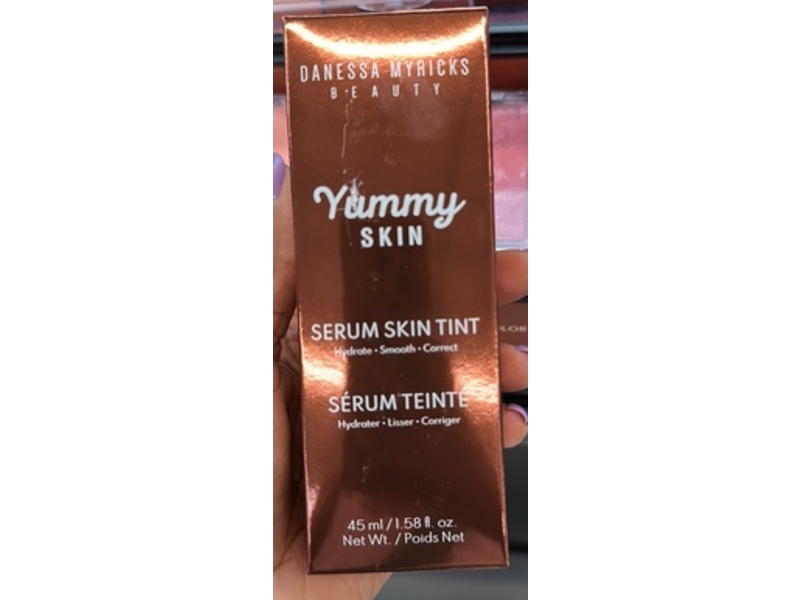 DANESSA MYRICKS
BEAUTY
Yummy
SKIN
SERUM SKIN TINT
Hydrate • Smooth • Correct
SÉRUM TEINTÉ
Hydrater • Lisser • Corriger
45 ml / 1.58 fl. oz.
Net Wt. / Poids Net